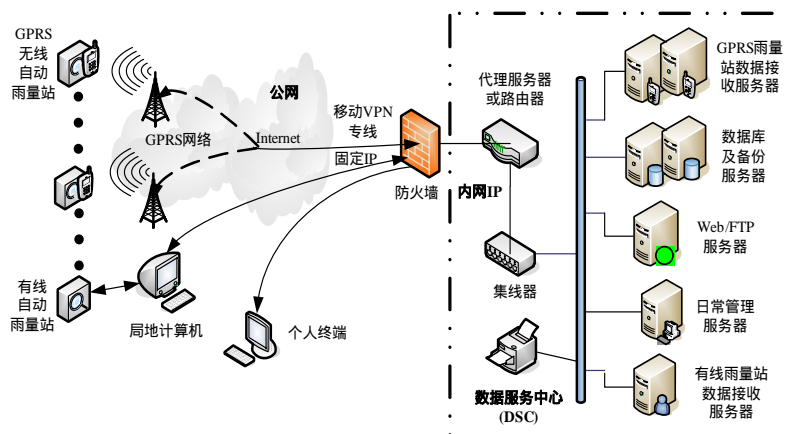 GPRS
无线
自动
雨量站
公网
GPRS网络
Internet
移动VPN
专线
固定IP
防火墙
代理服务器
或路由器
内网IP
集线器
有线
自动
雨量站
局地计算机
个人终端
数据服务中心
(DSC)
GPRS雨量
站数据接
收服务器
数据库
及备份
服务器
Web/FTP
服务器
日常管理
服务器
有线雨量站
数据接收
服务器